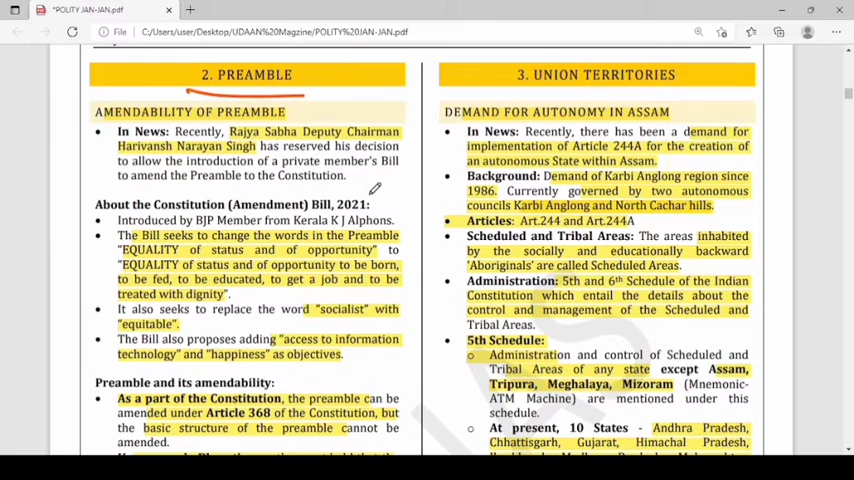 *POLITY JAN-JAN.pdf
File
C:/Users/user/Desktop/UDAAN%20Magzine/POLITY%20JAN-JAN.pdf
2. PREAMBLE
AMENDABILITY OF PREAMBLE
• In News: Recently, Rajya Sabha Deputy Chairman
Harivansh Narayan Singh has reserved his decision
to allow the introduction of a private member's Bill
to amend the Preamble to the Constitution.
About the Constitution (Amendment) Bill, 2021:
• Introduced by BJP Member from Kerala K J Alphons.
• The Bill seeks to change the words in the Preamble
"EQUALITY of status and of opportunity" to
"EQUALITY of status and of opportunity to be born,
to be fed, to be educated, to get a job and to be
treated with dignity".
• It also seeks to replace the word "socialist" with
"equitable".
• The Bill also proposes adding "access to information
technology" and "happiness" as objectives.
Preamble and its amendability:
• As a part of the Constitution, the preamble can be
amended under Article 368 of the Constitution, but
the basic structure of the preamble cannot be
amended.
3. UNION TERRITORIES
DEMAND FOR AUTONOMY IN ASSAM
• In News: Recently, there has been a demand for
implementation of Article 244A for the creation of
an autonomous State within Assam.
• Background: Demand of Karbi Anglong region since
1986. Currently governed by two autonomous
councils Karbi Anglong and North Cachar hills.
• Articles: Art.244 and Art.244A
• Scheduled and Tribal Areas: The areas inhabited
by the socially and educationally backward
'Aboriginals' are called Scheduled Areas.
• Administration: 5th and 6th Schedule of the Indian
Constitution which entail the details about the
control and management of the Scheduled and
Tribal Areas.
• 5th Schedule:
o Administration and control of Scheduled and
Tribal Areas of any state except Assam,
Tripura, Meghalaya, Mizoram (Mnemonic-
ATM Machine) are mentioned under this
schedule.
o At present, 10 States - Andhra Pradesh,
Chhattisgarh, Gujarat, Himachal Pradesh,
IAS